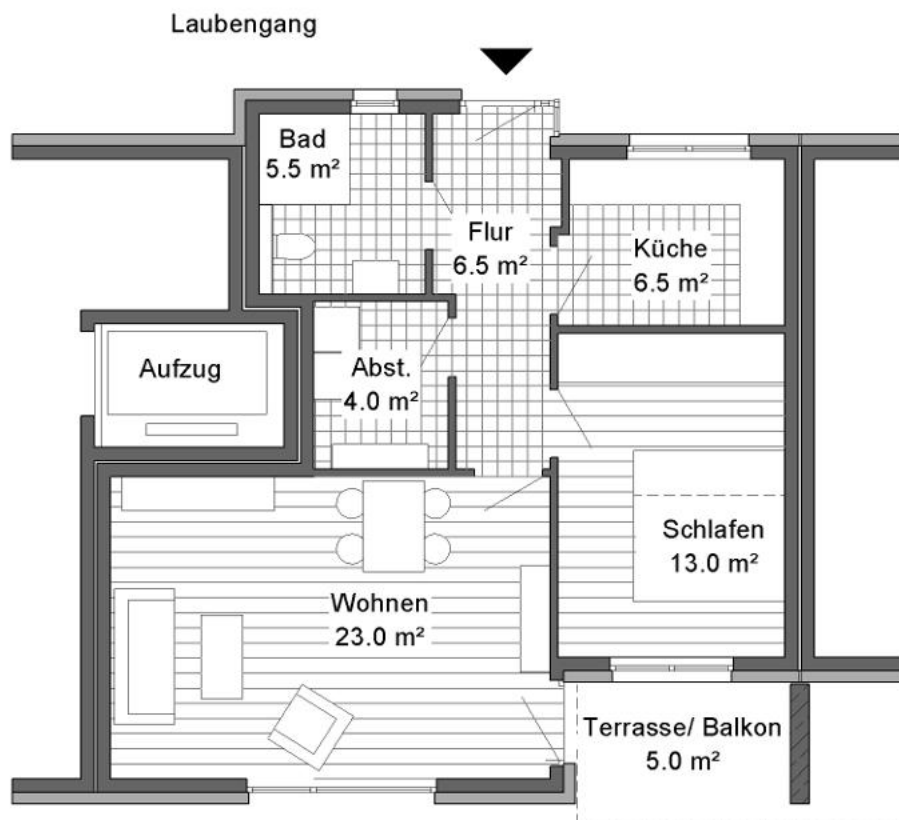 Laubengang
Bad
5.5 m²
Flur
6.5 m²
Küche
6.5 m²
Aufzug
Abst.
4.0 m²
Schlafen
13.0 m²
Wohnen
23.0 m²
Terrasse/ Balkon
5.0 m²